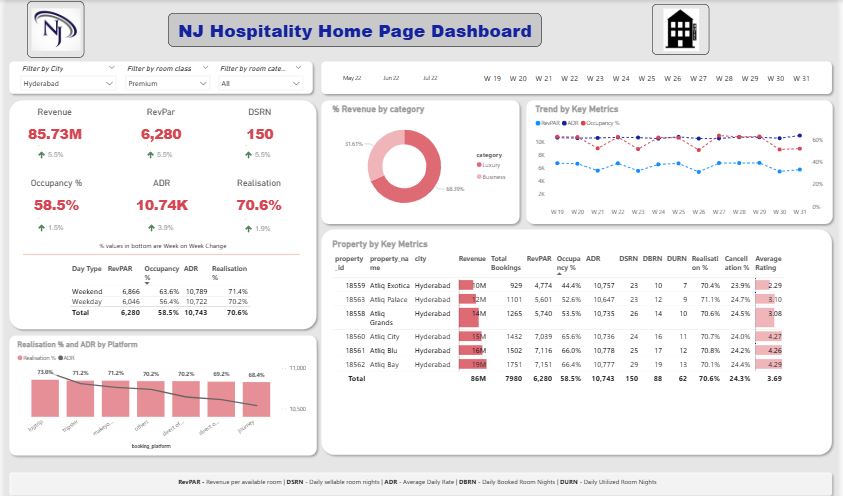 NJ
NJ Hospitality Home Page Dashboard
Filter by City
Filter by room class
Filter by room cate..
Hyderabad
Premium
All
May 22 Jun 22 Jul 22
W 19 W 20 W 21 W 22 W 23 W 24 W 25 W 26 W 27 W 28 W 29 W 30 W 31
Revenue RevPar DSRN
85.73M 6,280 150
5.5% 5.5% 5.5%
Occupancy % ADR Realisation
58.5% 10.74K 70.6%
1.5% 3.9% 1.9%
% values in bottom are Week on Week Change
Day Type RevPAR Occupancy % ADR Realisation %
Weekend 6,866 63.6% 10,789 71.4%
Weekday 6,046 56.4% 10,722 70.2%
Total 6,280 58.5% 10,743 70.6%
% Revenue by category
31.61%
68.39%
category
Luxury
Business
Trend by Key Metrics
RevPAR ADR Occupancy %
10K
8K
6K
4K
2K
60%
40%
20%
0%
W 19 W 20 W 21 W 22 W 23 W 24 W 25 W 26 W 27 W 28 W 29 W 30 W 31
Realisation % and ADR by Platform
Realisation % ADR
73.0% 71.2% 71.2% 70.2% 70.2% 69.2% 68.4%
11,000
10,500
logtrip tripster makeyo... others direct of... direct o... journey
booking_platform
Property by Key Metrics
property_id property_name city Revenue Total Bookings RevPAR Occupancy % ADR DSRN DBRN DURN Realisation % Cancellation % Average Rating
18559 Atliq Exotica Hyderabad 10M 929 4,774 44.4% 10,757 23 10 7 70.4% 23.9% 2.29
18563 Atliq Palace Hyderabad 12M 1101 5,601 52.6% 10,647 23 12 9 71.1% 24.7% 3.10
18558 Atliq Grands Hyderabad 14M 1265 5,740 53.5% 10,735 24 13 9 70.2% 24.5% 3.08
18560 Atliq City Hyderabad 15M 1432 7,039 65.6% 10,736 24 16 11 70.7% 24.0% 4.27
18561 Atliq Blu Hyderabad 16M 1502 7,116 66.0% 10,778 25 17 12 70.8% 24.2% 4.26
18562 Atliq Bay Hyderabad 19M 1751 7,151 66.4% 10,777 29 19 13 70.1% 24.4% 4.29
Total 86M 7980 6,280 58.5% 10,743 150 88 62 70.6% 24.3% 3.69
RevPAR - Revenue per available room | DSRN - Daily sellable room nights | ADR - Average Daily Rate | DBRN - Daily Booked Room Nights | DURN - Daily Utilized Room Nights